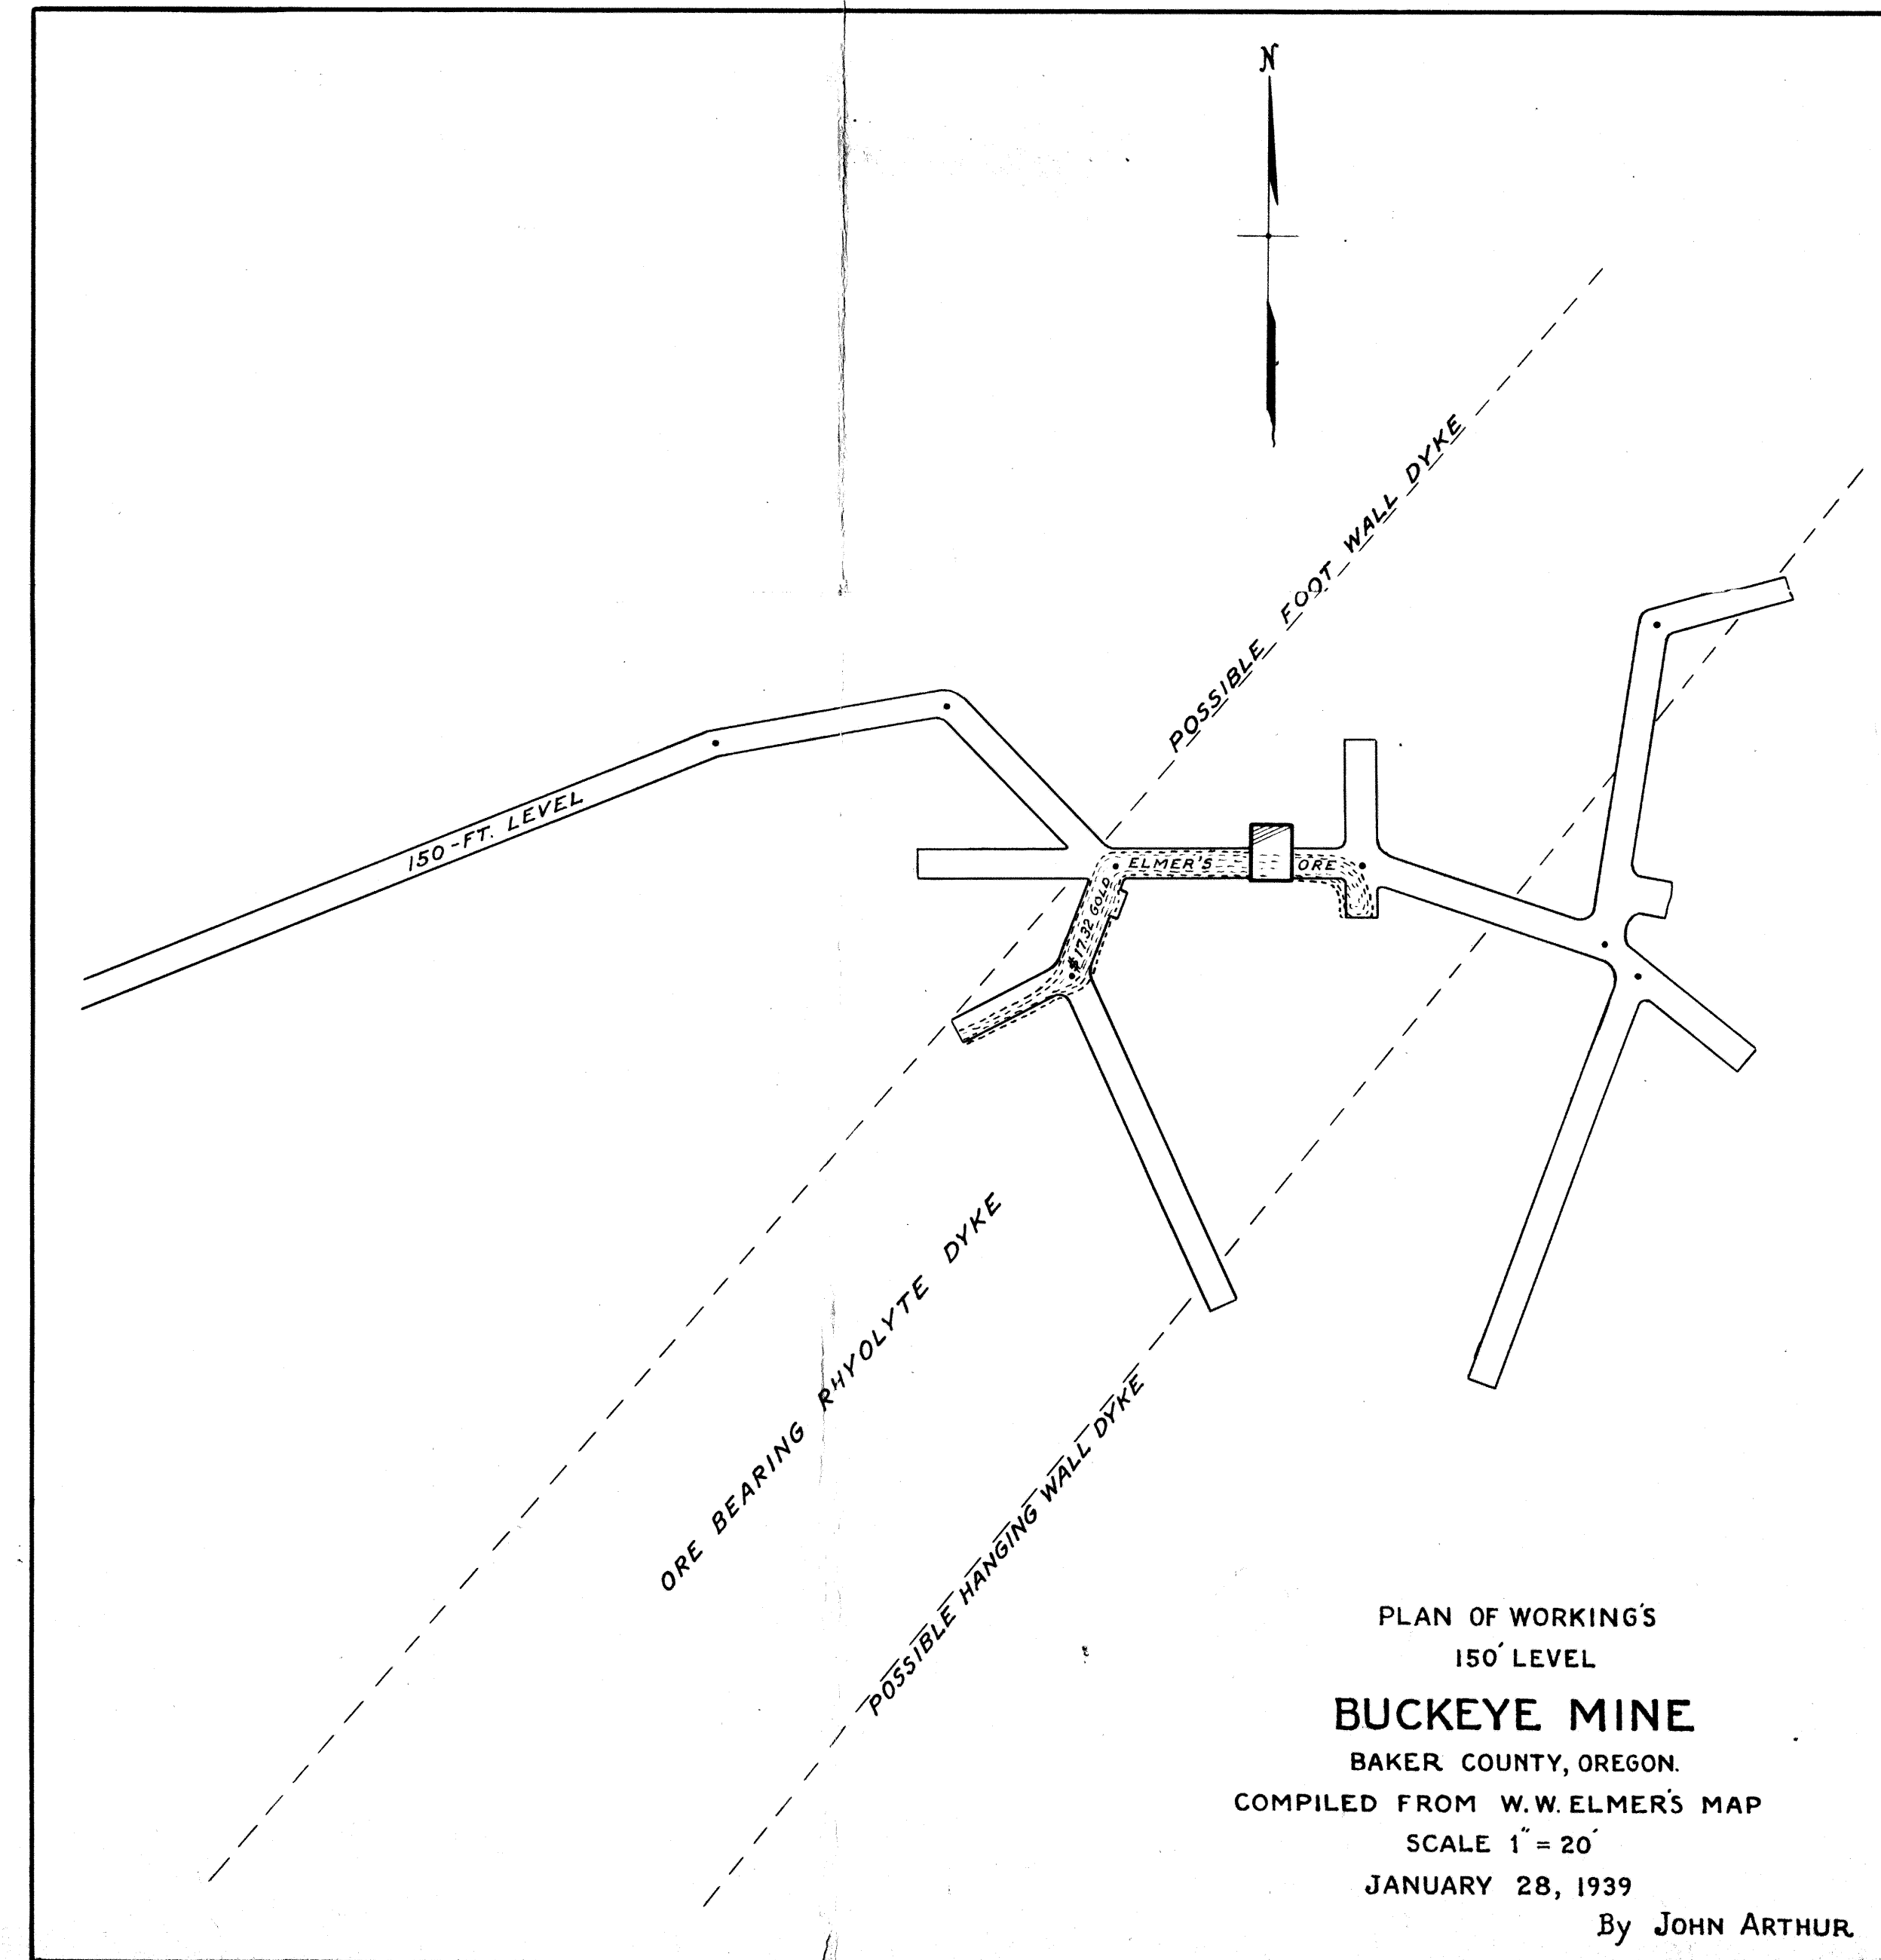 N
POSSIBLE FOOT WALL DYKE
150-FT. LEVEL
ELMER'S ORE
$17.32 GOLD
ORE BEARING RHYOLYTE DYKE
POSSIBLE HANGING WALL DYKE
PLAN OF WORKING'S
150' LEVEL
BUCKEYE MINE
BAKER COUNTY, OREGON.
COMPILED FROM W.W. ELMER'S MAP
SCALE 1" = 20'
JANUARY 28, 1939
By JOHN ARTHUR